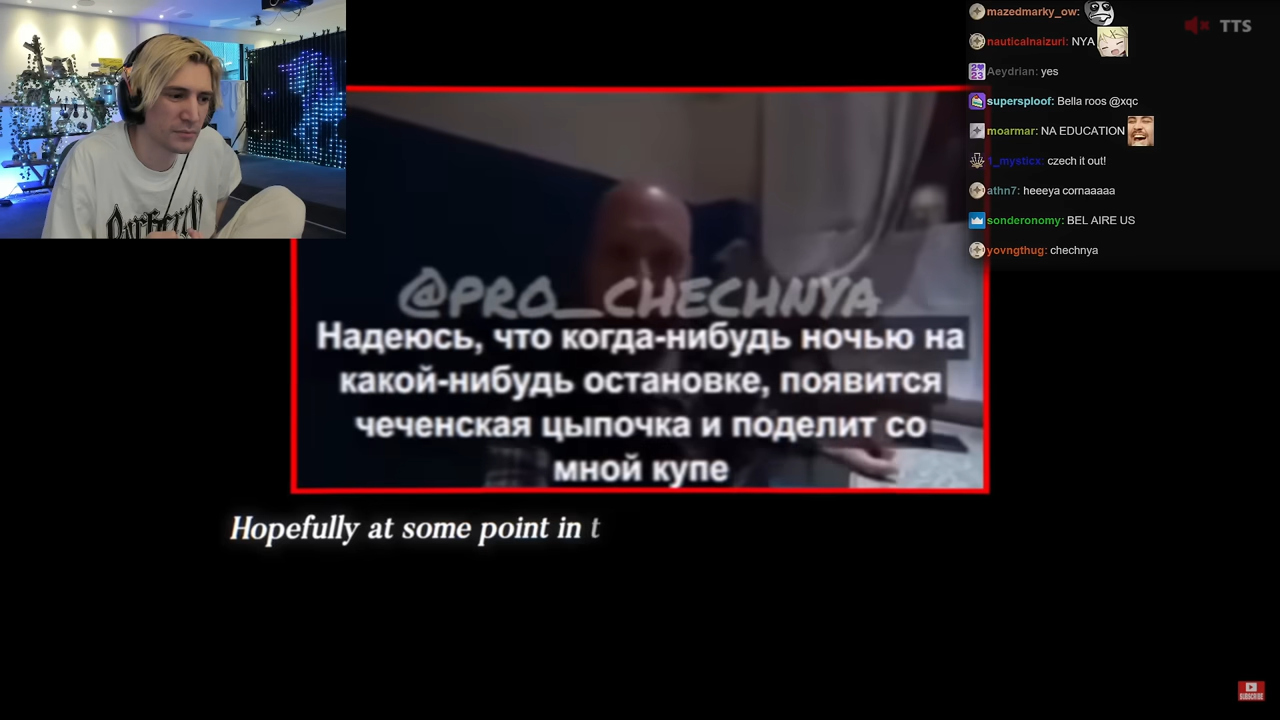 mazedmarky_ow:
nauticalnaizuri: NYA
Aeydrian: yes
supersploof: Bella roos @xqc
moarmar: NA EDUCATION
1_mysticx: czech it out!
athn7: heeeya cornaaaaa
sonderonomy: BEL AIRE US
yovngthug: chechnya
TTS
@PRO_CHECHNYA
Надеюсь, что когда-нибудь ночью на
какой-нибудь остановке, появится
чеченская цыпочка и поделит со
мной купе
Hopefully at some point in t
SUBSCRIBE